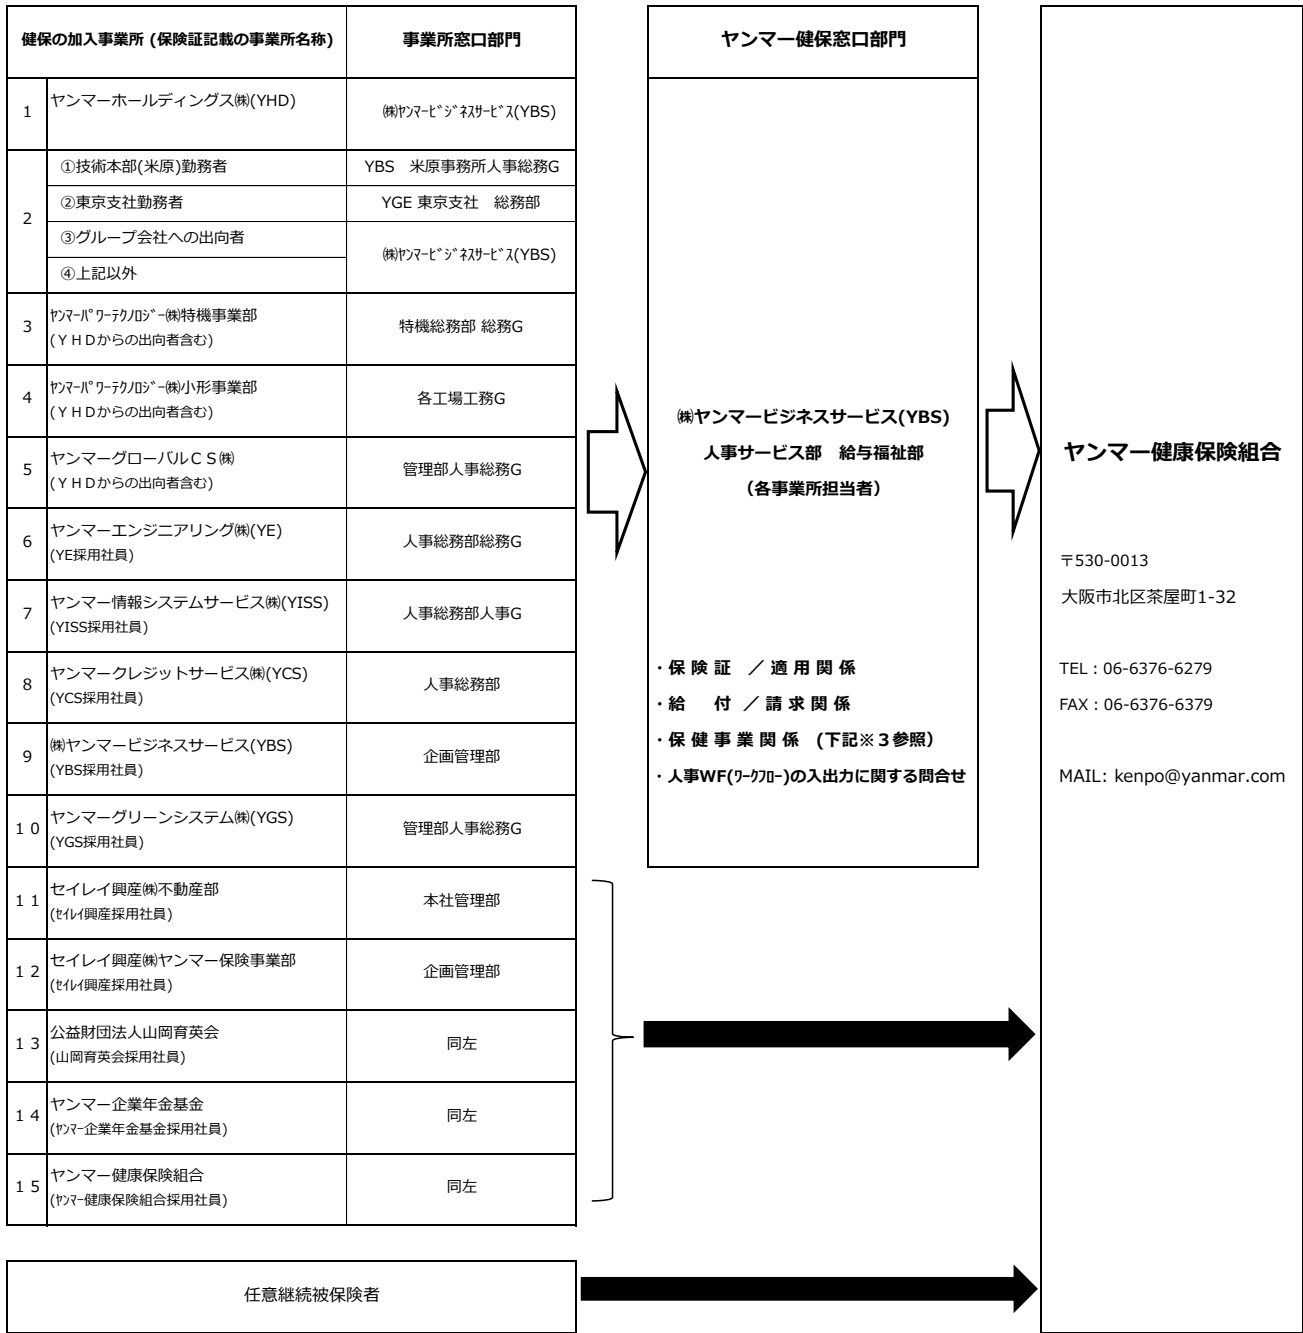 健保の加入事業所 (保険証記載の事業所名称)
事業所窓口部門
1
ヤンマーホールディングス㈱(YHD)
㈱ﾔﾝﾏｰﾋﾞｼﾞﾈｽｻｰﾋﾞｽ(YBS)
2
①技術本部(米原)勤務者
YBS　米原事務所人事総務G
②東京支社勤務者
YGE 東京支社　総務部
③グループ会社への出向者
㈱ﾔﾝﾏｰﾋﾞｼﾞﾈｽｻｰﾋﾞｽ(YBS)
④上記以外
3
ﾔﾝﾏｰﾊﾟﾜｰﾃｸﾉﾛｼﾞｰ㈱特機事業部
(ＹＨＤからの出向者含む)
特機総務部 総務G
4
ﾔﾝﾏｰﾊﾟﾜｰﾃｸﾉﾛｼﾞｰ㈱小形事業部
(ＹＨＤからの出向者含む)
各工場工務G
5
ヤンマーグローバルＣＳ㈱
(ＹＨＤからの出向者含む)
管理部人事総務G
6
ヤンマーエンジニアリング㈱(YE)
(YE採用社員)
人事総務部総務G
7
ヤンマー情報システムサービス㈱(YISS)
(YISS採用社員)
人事総務部人事G
8
ヤンマークレジットサービス㈱(YCS)
(YCS採用社員)
人事総務部
9
㈱ヤンマービジネスサービス(YBS)
(YBS採用社員)
企画管理部
１０
ヤンマーグリーンシステム㈱(YGS)
(YGS採用社員)
管理部人事総務G
１１
セイレイ興産㈱不動産部
(ｾｲﾚｲ興産採用社員)
本社管理部
１２
セイレイ興産㈱ヤンマー保険事業部
(ｾｲﾚｲ興産採用社員)
企画管理部
１３
公益財団法人山岡育英会
(山岡育英会採用社員)
同左
１４
ヤンマー企業年金基金
(ﾔﾝﾏｰ企業年金基金採用社員)
同左
１５
ヤンマー健康保険組合
(ﾔﾝﾏｰ健康保険組合採用社員)
同左
任意継続被保険者
ヤンマー健保窓口部門
㈱ヤンマービジネスサービス(YBS)
人事サービス部　給与福祉部
（各事業所担当者）
・保 険 証　／ 適 用 関 係
・給　　付 ／ 請 求 関 係
・保 健 事 業 関 係　(下記※３参照）
・人事WF(ﾜｰｸﾌﾛｰ)の入出力に関する問合せ
ヤンマー健康保険組合
〒530-0013
大阪市北区茶屋町1-32
TEL : 06-6376-6279
FAX : 06-6376-6379
MAIL: kenpo@yanmar.com